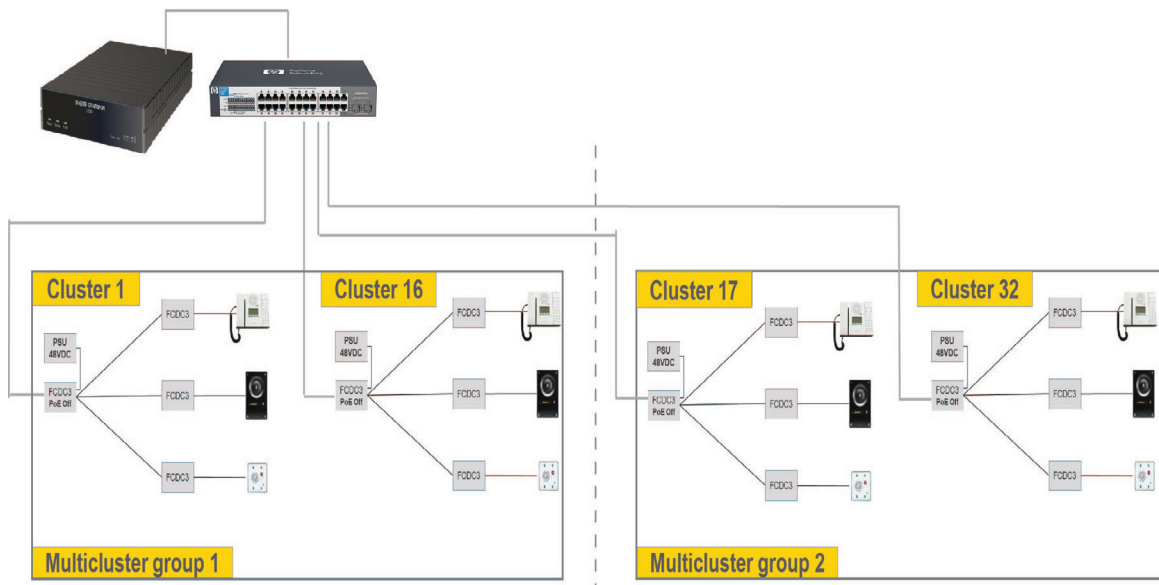 Cluster 1
Cluster 16
Cluster 17
Cluster 32
FCDC3
PSU
48VDC
FCDC3
PoE Off
FCDC3
FCDC3
FCDC3
PSU
48VDC
FCDC3
PoE Off
FCDC3
FCDC3
FCDC3
PSU
48VDC
FCDC3
PoE Off
FCDC3
FCDC3
FCDC3
PSU
48VDC
FCDC3
PoE Off
FCDC3
FCDC3
Multicluster group 1
Multicluster group 2